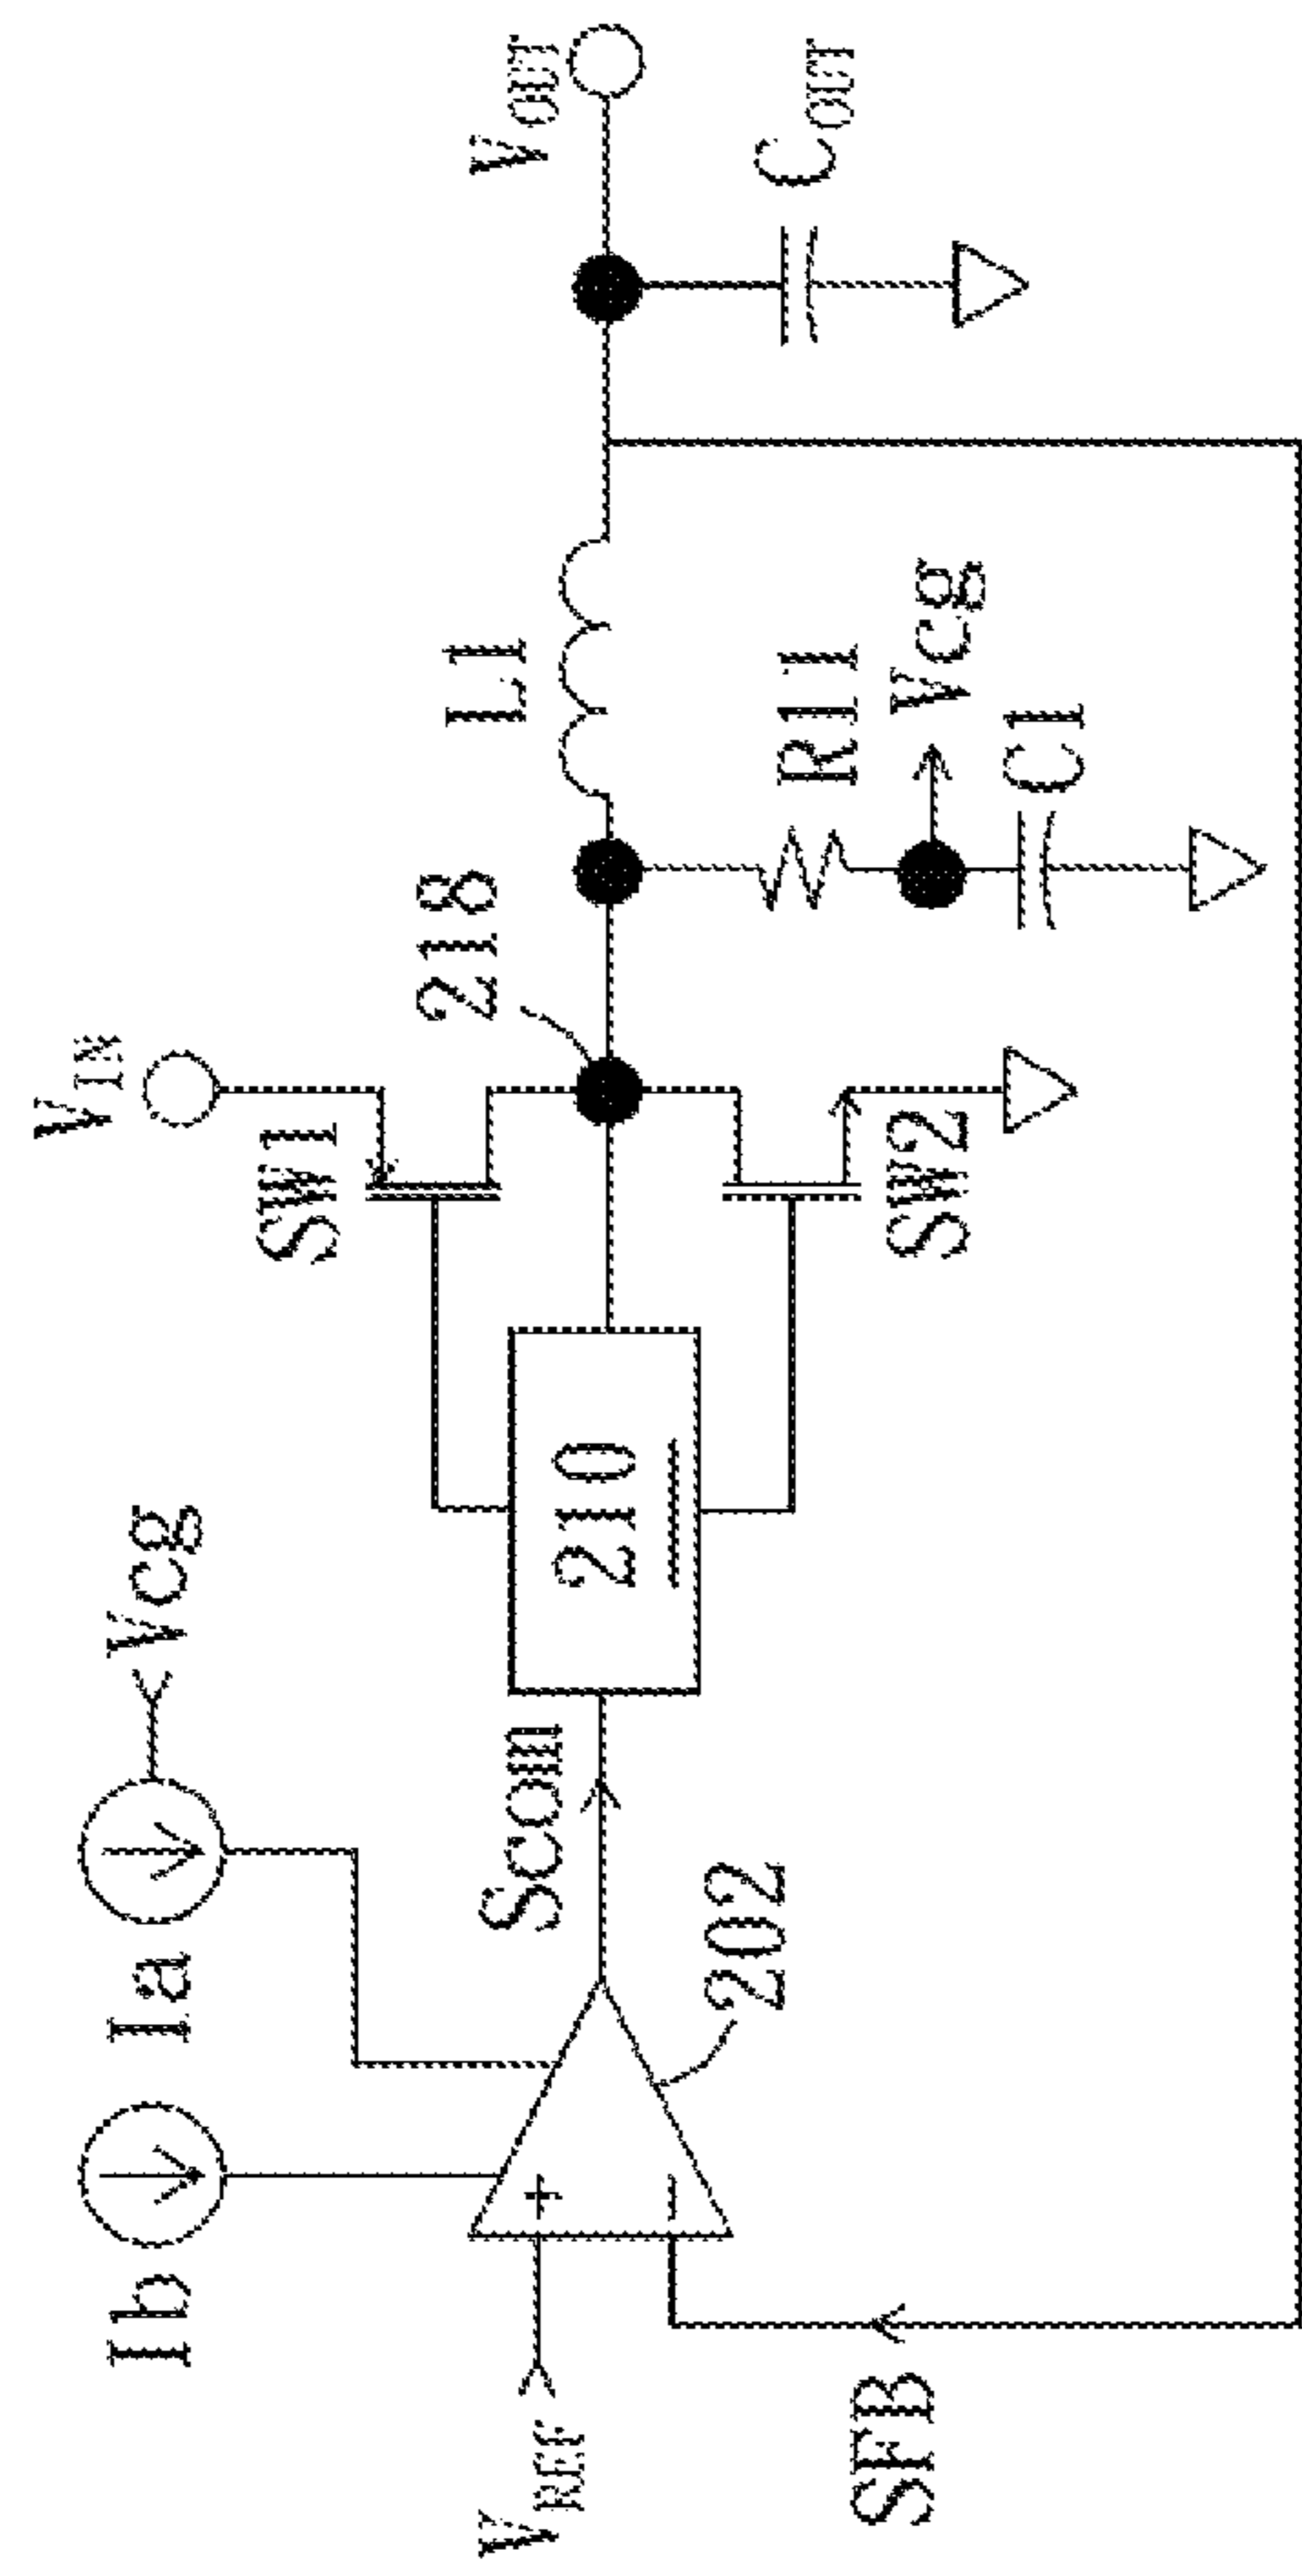 Ib
Ia
Vcg
VIN
SW1
218
L1
VOUT
VREF
Scom
210
202
SW2
R11
Vcg
C1
COUT
SFB